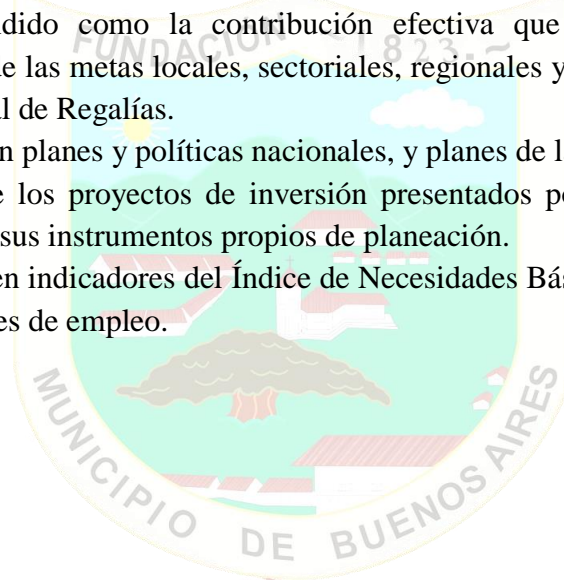 dido como la contribución efectiva que
e las metas locales, sectoriales, regionales y
l de Regalías.
n planes y políticas nacionales, y planes de l
e los proyectos de inversión presentados p
sus instrumentos propios de planeación.
en indicadores del Índice de Necesidades Bás
es de empleo.
FUNDACION 1823.~
MUNICIPIO DE BUENOS AIRES